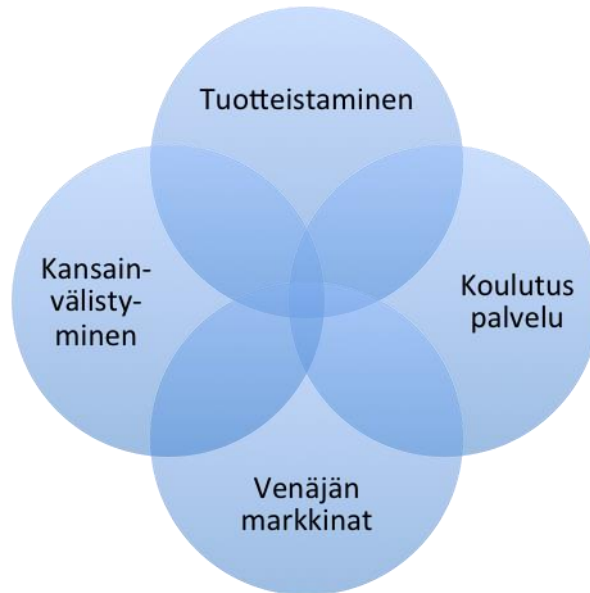 Tuotteistaminen
Kansain-
välisty-
minen
Koulutus
palvelu
Venäjän
markkinat